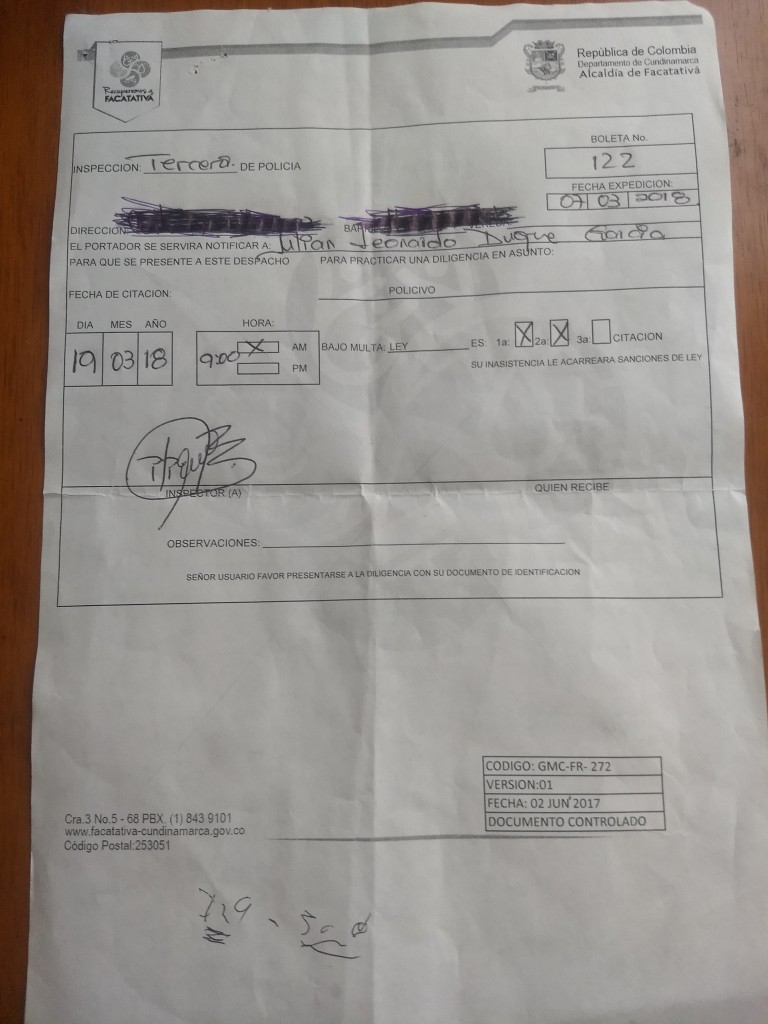 Recuperemos a
FACATATIVÁ
República de Colombia
Departamento de Cundinamarca
Alcaldía de Facatativá
BOLETA No.
122
INSPECCION: Tercera. DE POLICIA
FECHA EXPEDICION:
07 03 2018
DIRECCION
EL PORTADOR SE SERVIRA NOTIFICAR A: Julian Leonardo Duque Garcia
PARA QUE SE PRESENTE A ESTE DESPACHO PARA PRACTICAR UNA DILIGENCIA EN ASUNTO:
FECHA DE CITACION: POLICIVO
DIA MES AÑO HORA:
19 03 18 9:00 X AM BAJO MULTA: LEY ES: 1a: X 2a: X 3a: CITACION
PM SU INASISTENCIA LE ACARREARA SANCIONES DE LEY
INSPECTOR (A) QUIEN RECIBE
OBSERVACIONES:
SEÑOR USUARIO FAVOR PRESENTARSE A LA DILIGENCIA CON SU DOCUMENTO DE IDENTIFICACION
CODIGO: GMC-FR- 272
VERSION:01
FECHA: 02 JUN 2017
DOCUMENTO CONTROLADO
Cra.3 No.5 - 68 PBX. (1) 843 9101
www.facatativa-cundinamarca.gov.co
Código Postal:253051